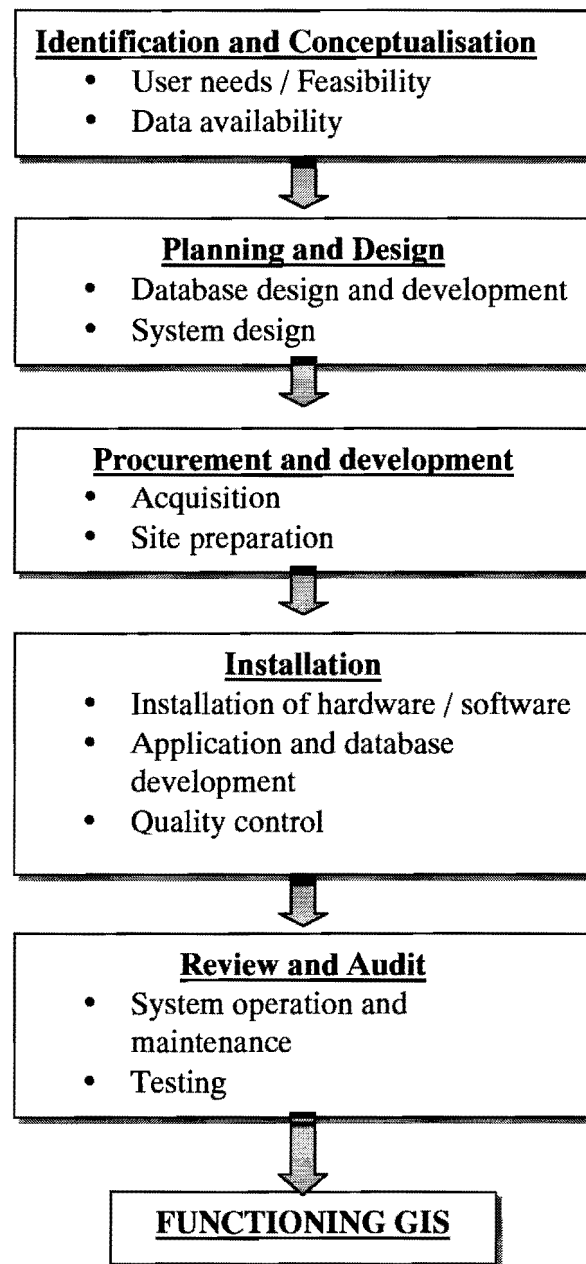 Identification and Conceptualisation
• User needs / Feasibility
• Data availability
Planning and Design
• Database design and development
• System design
Procurement and development
• Acquisition
• Site preparation
Installation
• Installation of hardware / software
• Application and database
development
• Quality control
Review and Audit
• System operation and
maintenance
• Testing
FUNCTIONING GIS